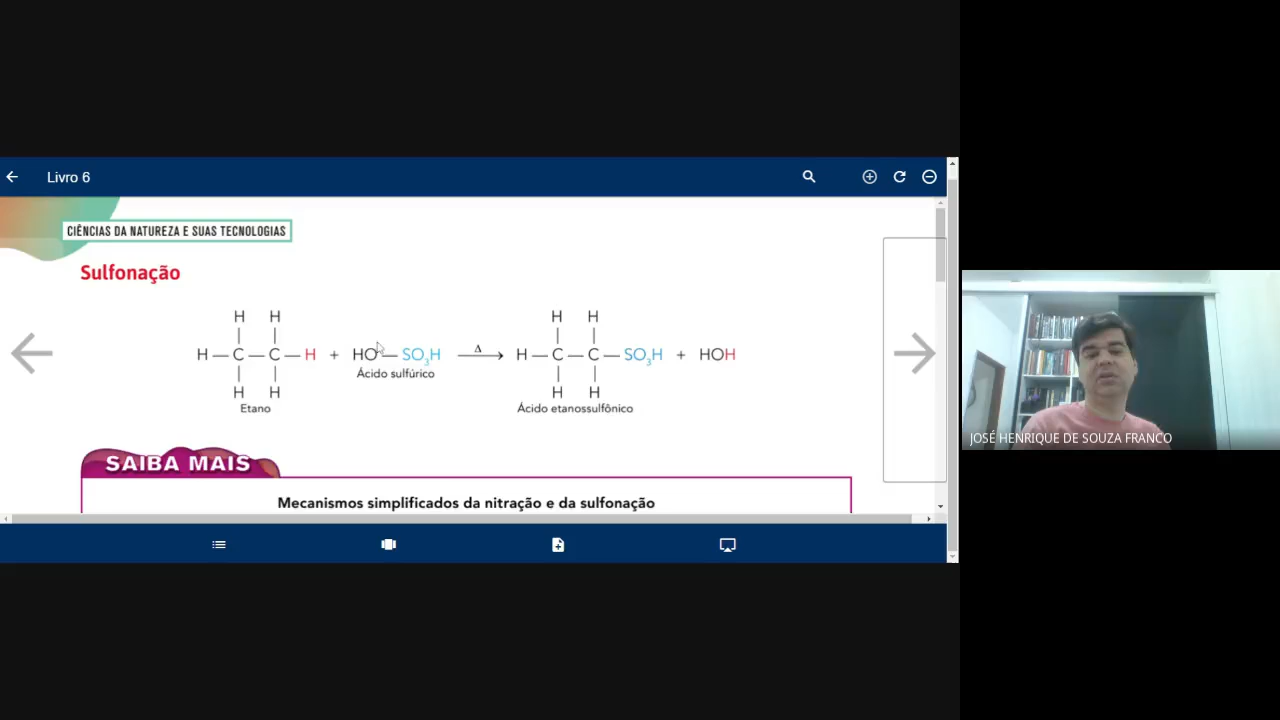 Livro 6
CIÊNCIAS DA NATUREZA E SUAS TECNOLOGIAS
Sulfonação
H H H H
H — C — C — H + HO — SO3H Δ H — C — C — SO3H + HOH
Ácido sulfúrico
H H H H
Etano Ácido etanossulfônico
SAIBA MAIS
Mecanismos simplificados da nitração e da sulfonação
JOSÉ HENRIQUE DE SOUZA FRANCO